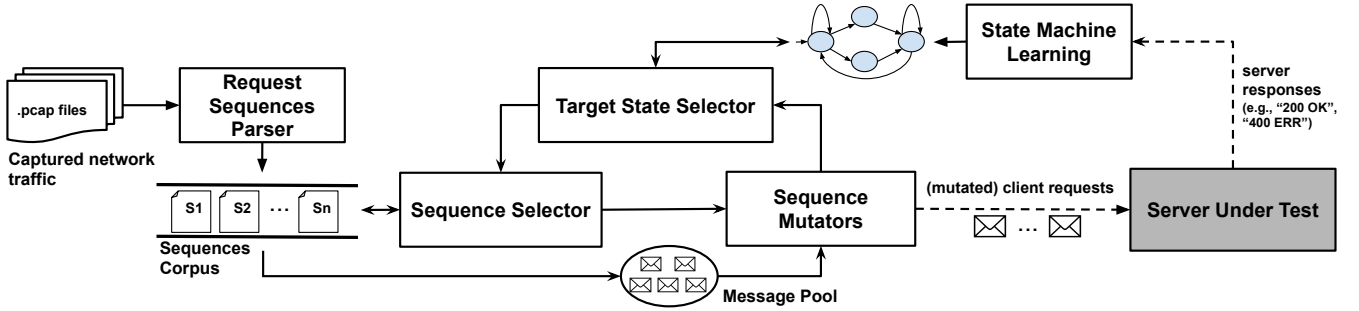 State Machine
Learning
server
responses
(e.g., “200 OK”,
“400 ERR”)
.pcap files
Request
Sequences
Parser
Target State Selector
Captured network
traffic
S1 S2 ... Sn
Sequence Selector
Sequence
Mutators
(mutated) client requests
...
Server Under Test
Sequences
Corpus
Message Pool